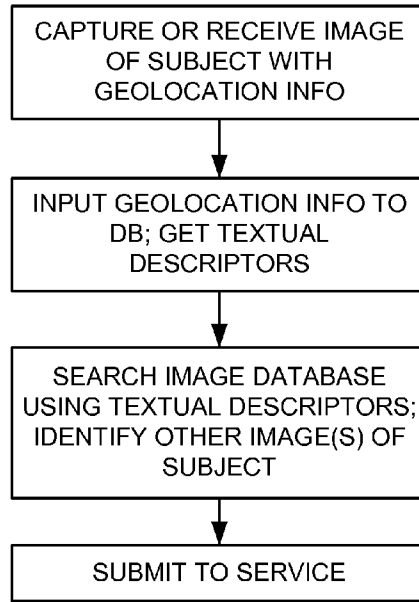 CAPTURE OR RECEIVE IMAGE
OF SUBJECT WITH
GEOLOCATION INFO
INPUT GEOLOCATION INFO TO
DB; GET TEXTUAL
DESCRIPTORS
SEARCH IMAGE DATABASE
USING TEXTUAL DESCRIPTORS;
IDENTIFY OTHER IMAGE(S) OF
SUBJECT
SUBMIT TO SERVICE